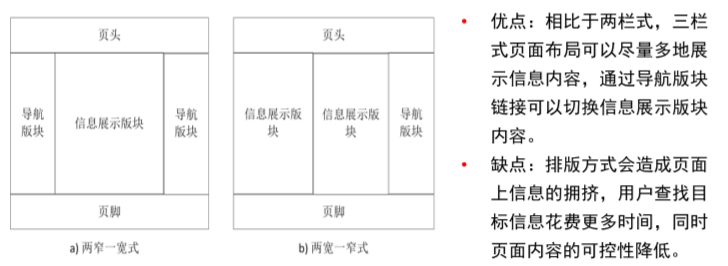 页头
导航
版块
信息展示版块
导航
版块
页脚
a) 两窄一宽式
页头
信息展示版
块
信息展示版
块
导航
版块
页脚
b) 两宽一窄式
• 优点：相比于两栏式，三栏
式页面布局可以尽量多地展
示信息内容，通过导航版块
链接可以切换信息展示版块
内容。
• 缺点：排版方式会造成页面
上信息的拥挤，用户查找目
标信息花费更多时间，同时
页面内容的可控性降低。